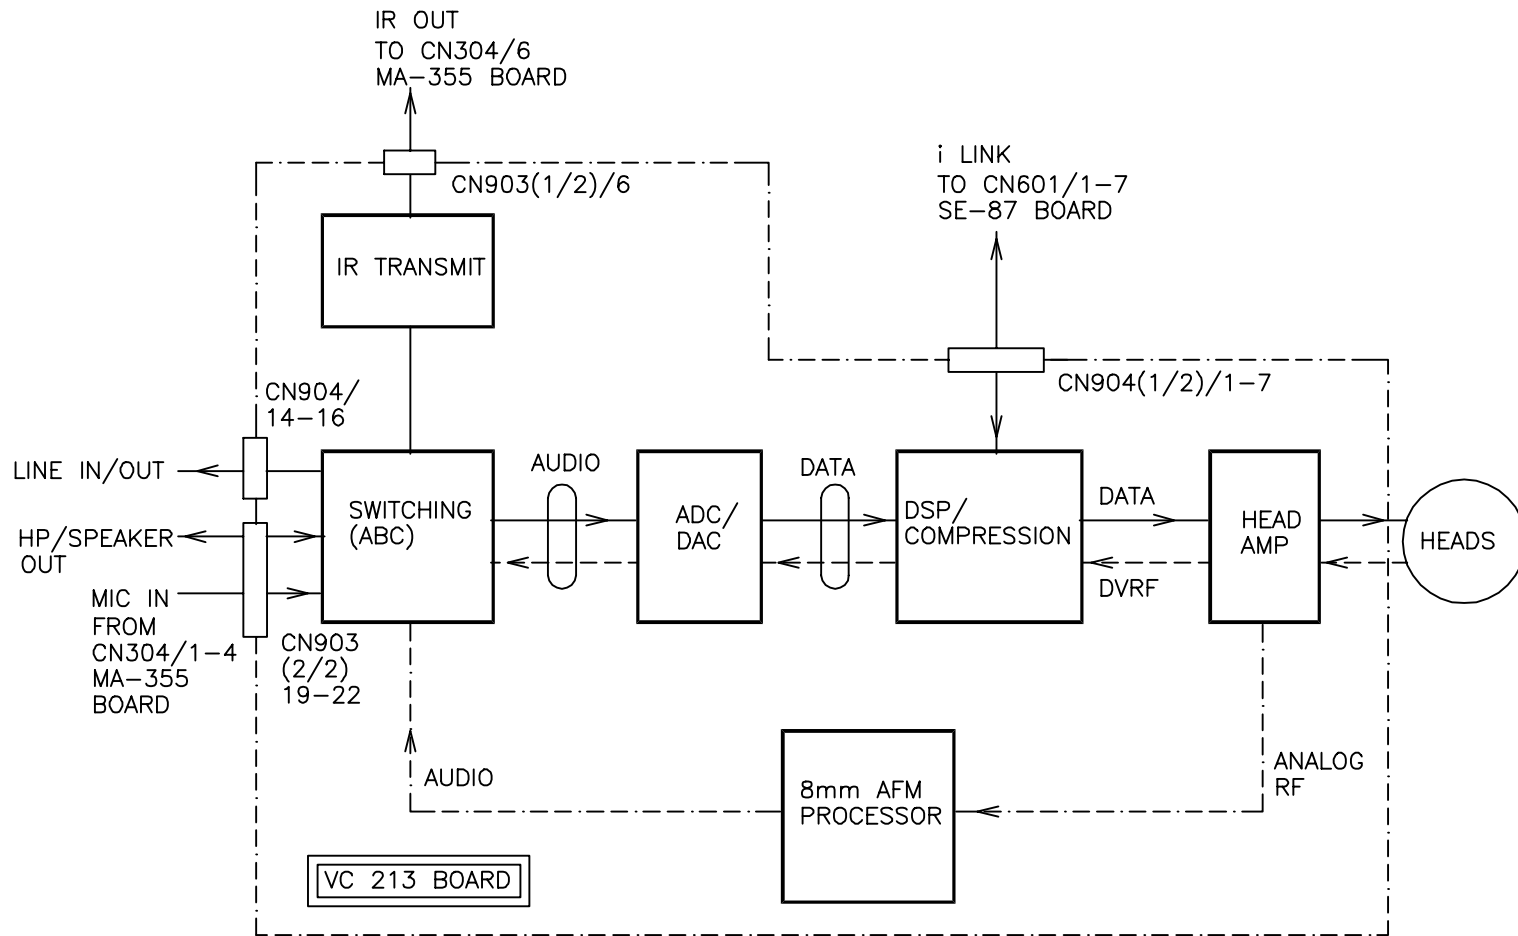 IR OUT
TO CN304/6
MA-355 BOARD
CN903(1/2)/6
i LINK
TO CN601/1-7
SE-87 BOARD
IR TRANSMIT
CN904(1/2)/1-7
CN904/
14-16
LINE IN/OUT
HP/SPEAKER
OUT
MIC IN
FROM
CN304/1-4
MA-355
BOARD
CN903
(2/2)
19-22
SWITCHING
(ABC)
AUDIO
ADC/
DAC
DATA
DSP/
COMPRESSION
DATA
DVRF
HEAD
AMP
HEADS
AUDIO
8mm AFM
PROCESSOR
ANALOG
RF
VC 213 BOARD